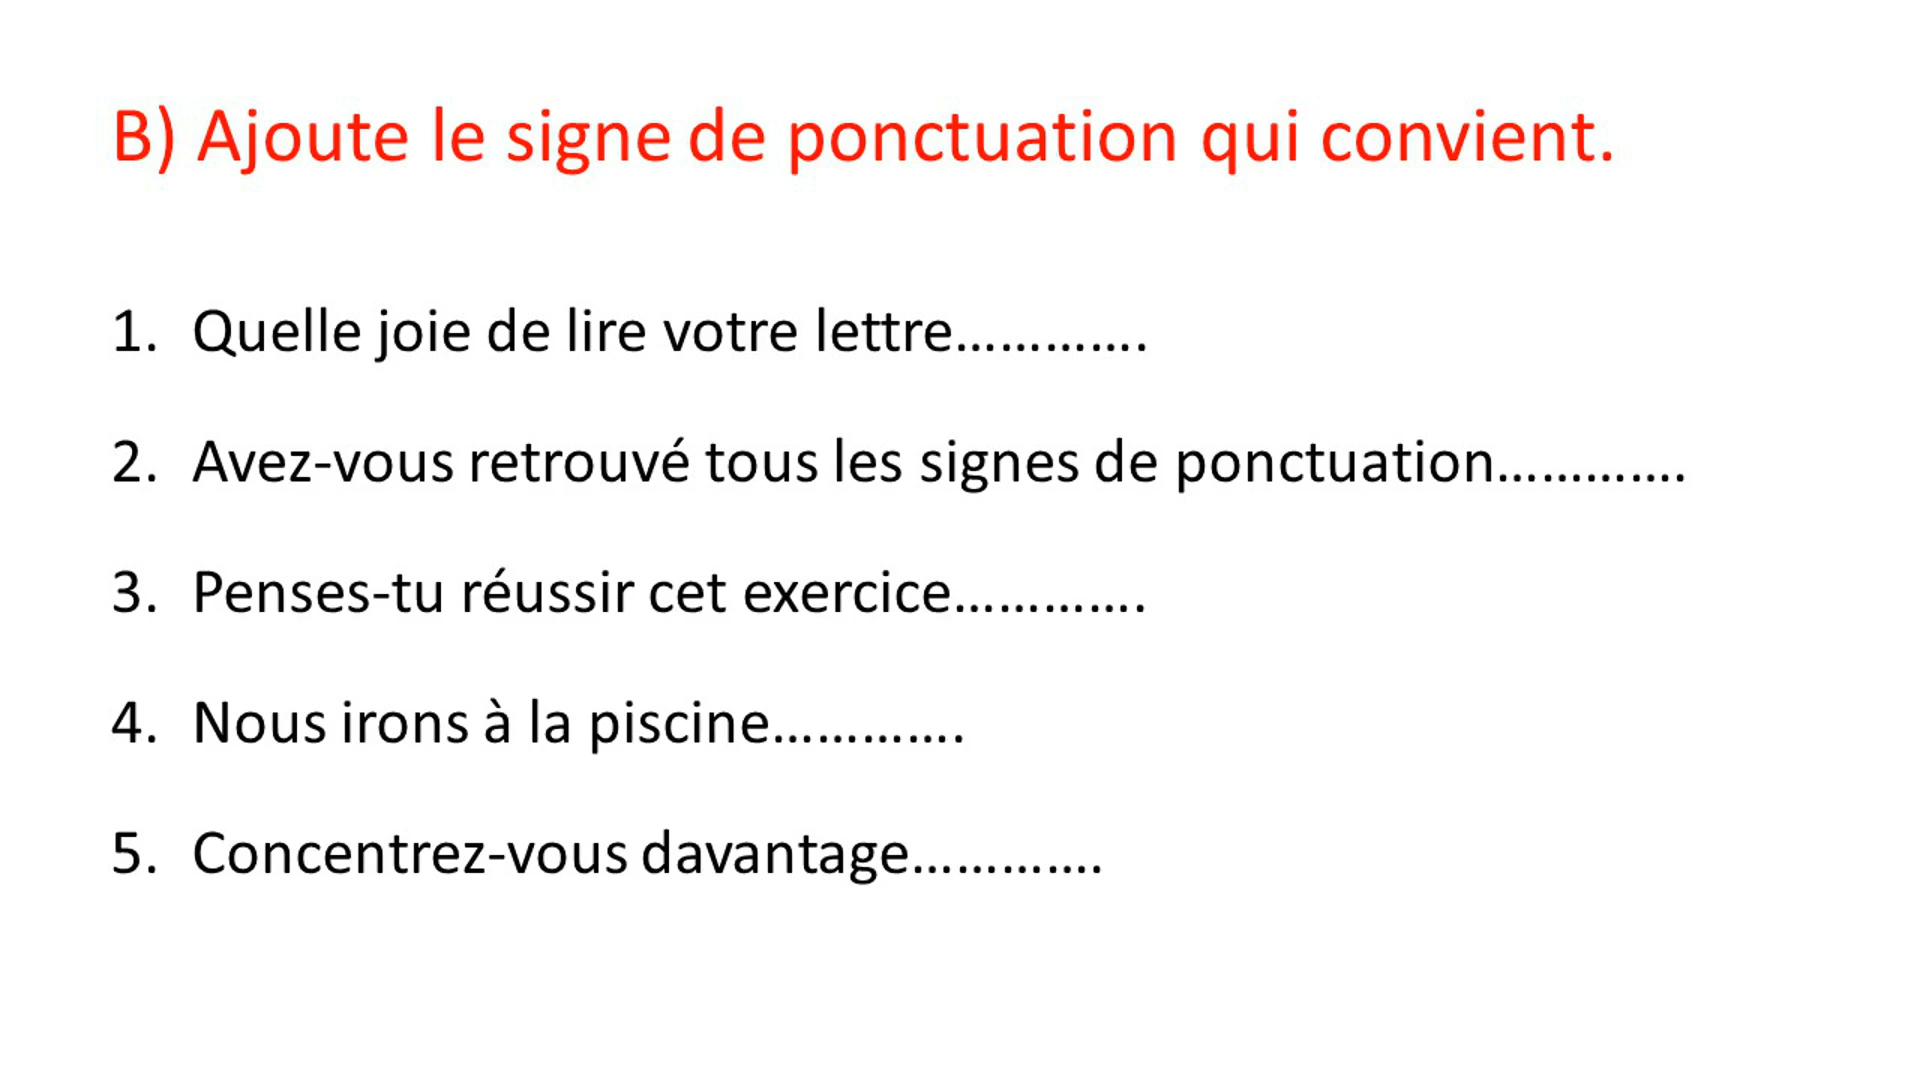 B) Ajoute le signe de ponctuation qui convient.
1. Quelle joie de lire votre lettre………….
2. Avez-vous retrouvé tous les signes de ponctuation………….
3. Penses-tu réussir cet exercice………….
4. Nous irons à la piscine………….
5. Concentrez-vous davantage………….